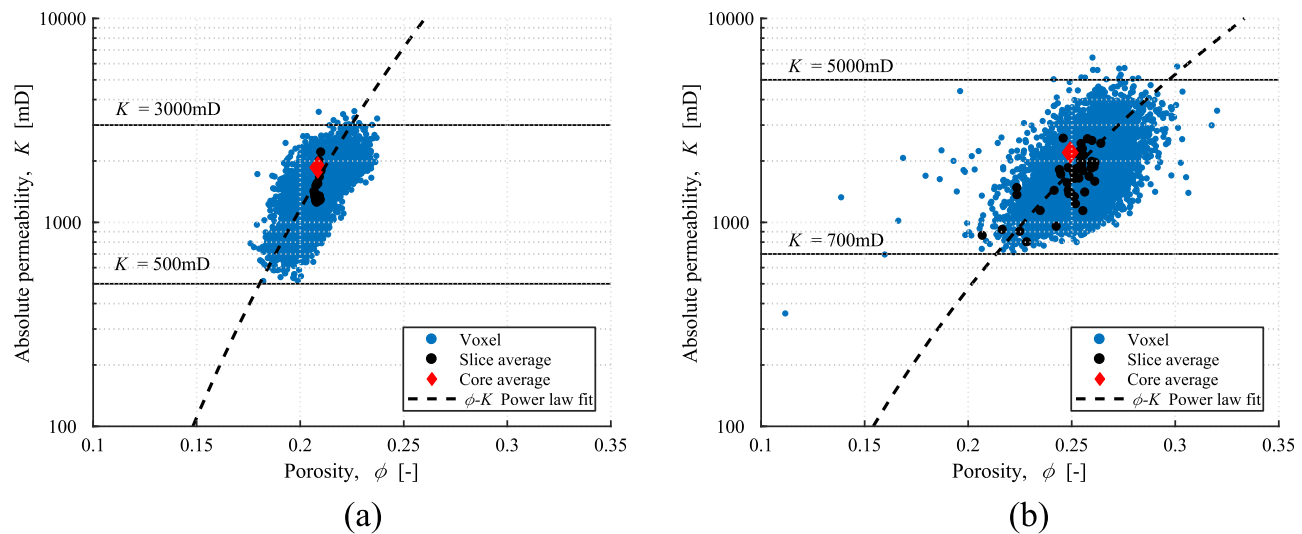 10000
K = 3000mD
1000
K = 500mD
100
Absolute permeability, K [mD]
Voxel
Slice average
Core average
ϕ-K Power law fit
0.1 0.15 0.2 0.25 0.3 0.35
Porosity, ϕ [-]
(a)
10000
K = 5000mD
1000
K = 700mD
100
Absolute permeability, K [mD]
Voxel
Slice average
Core average
ϕ-K Power law fit
0.1 0.15 0.2 0.25 0.3 0.35
Porosity, ϕ [-]
(b)